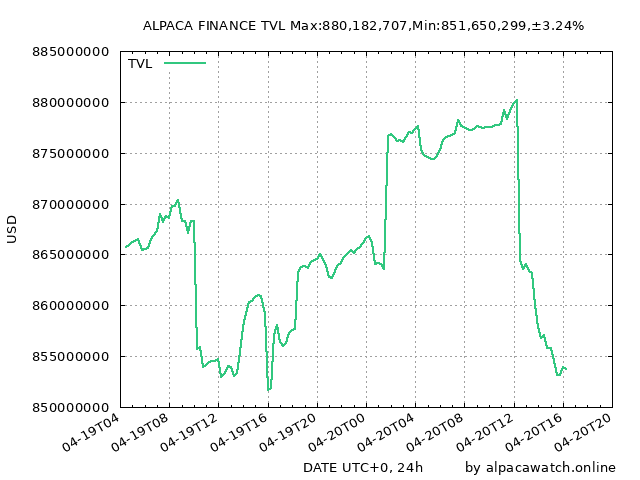 ALPACA FINANCE TVL Max:880,182,707,Min:851,650,299,±3.24%
TVL
885000000
880000000
875000000
870000000
865000000
860000000
855000000
850000000
USD
04-19T04
04-19T08
04-19T12
04-19T16
04-19T20
04-20T00
04-20T04
04-20T08
04-20T12
04-20T16
04-20T20
DATE UTC+0, 24h
by alpacawatch.online